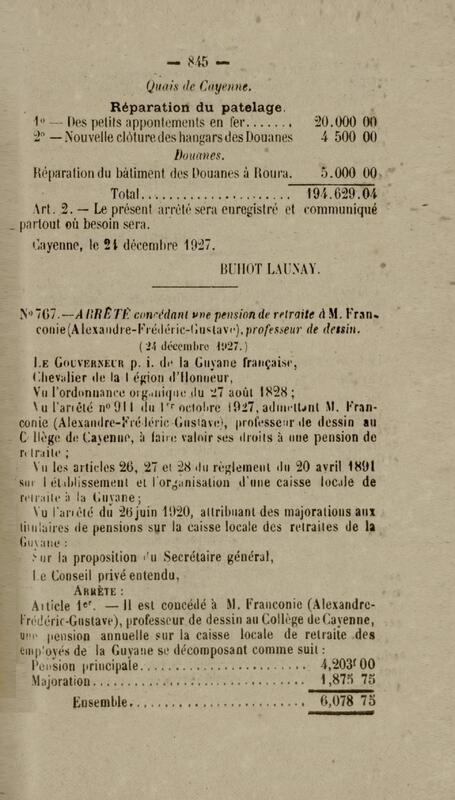 — 845 —
Quais de Cayenne.
Réparation du patelage.
1° — Des petits appontements en fer....... 20.000 00
2° — Nouvelle clôture des hangars des Douanes 4 500 00
Douanes.
Réparation du bâtiment des Douanes à Roura. 5.000 00
Total...................... 194.629.04
Art. 2. — Le présent arrêté sera enregistré et communiqué
partout où besoin sera.
Cayenne, le 24 décembre 1927.
BUHOT LAUNAY.
N° 767. — ARRÊTÉ concédant une pension de retraite à M. Fran-
conie (Alexandre-Frédéric-Gustave), professeur de dessin.
(24 décembre 1927.)
LE GOUVERNEUR p. i. de la Guyane française,
Chevalier de la Légion d'Honneur,
Vu l'ordonnance organique du 27 août 1828 ;
Vu l'arrêté n° 911 du 1er octobre 1927, admettant M. Fran-
conie (Alexandre-Frédéric-Gustave), professeur de dessin au
Collège de Cayenne, à faire valoir ses droits à une pension de
retraite ;
Vu les articles 26, 27 et 28 du règlement du 20 avril 1891
sur l'établissement et l'organisation d'une caisse locale de
retraite à la Guyane ;
Vu l'arrêté du 26 juin 1920, attribuant des majorations aux
titulaires de pensions sur la caisse locale des retraites de la
Guyane :
Sur la proposition du Secrétaire général,
Le Conseil privé entendu,
ARRÊTE :
Article 1er. — Il est concédé à M. Franconie (Alexandre-
Frédéric-Gustave), professeur de dessin au Collège de Cayenne,
une pension annuelle sur la caisse locale de retraite des
employés de la Guyane se décomposant comme suit :
Pension principale.................... 4,203f 00
Majoration............................ 1,875 75
Ensemble........................ 6,078 75